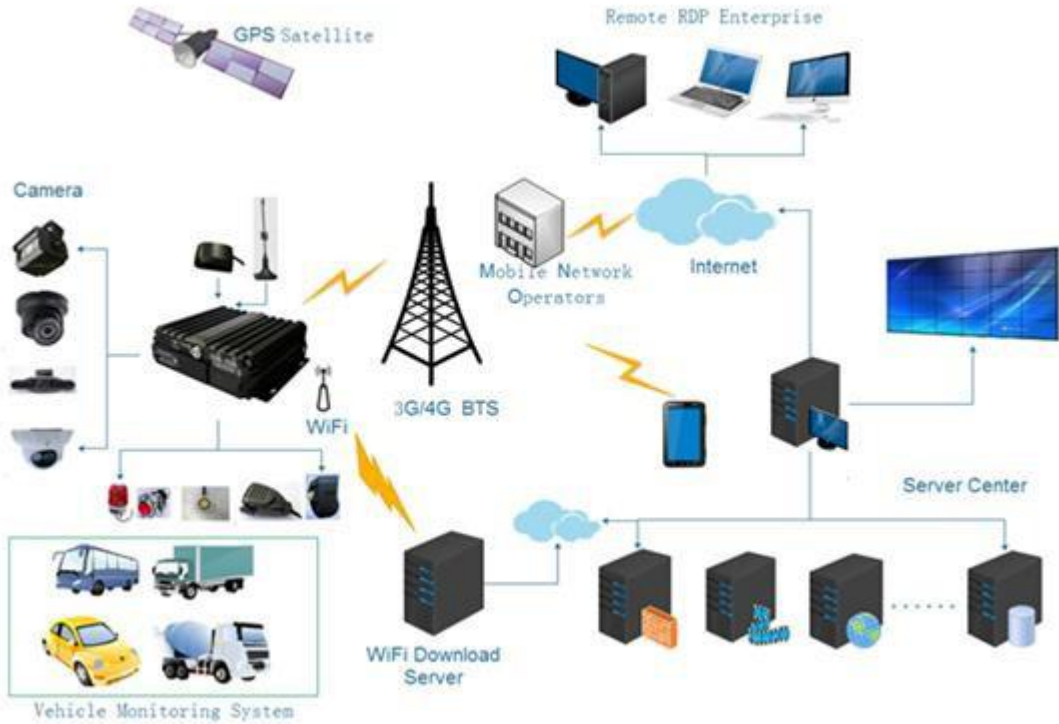 GPS Satellite
Remote RDP Enterprise
Camera
Mobile Network
Operators
Internet
3G/4G BTS
WiFi
Server Center
WiFi Download
Server
Vehicle Monitoring System